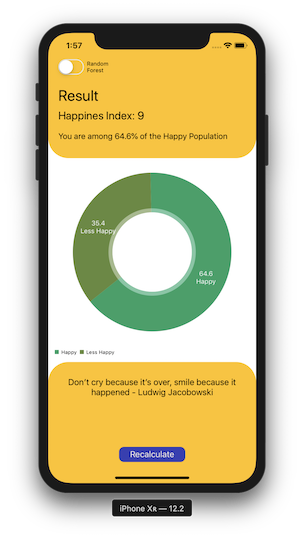 1:57
Random
Forest
Result
Happines Index: 9
You are among 64.6% of the Happy Population
35.4
Less Happy
64.6
Happy
Happy Less Happy
Don't cry because it's over, smile because it
happened - Ludwig Jacobowski
Recalculate
iPhone Xʀ — 12.2